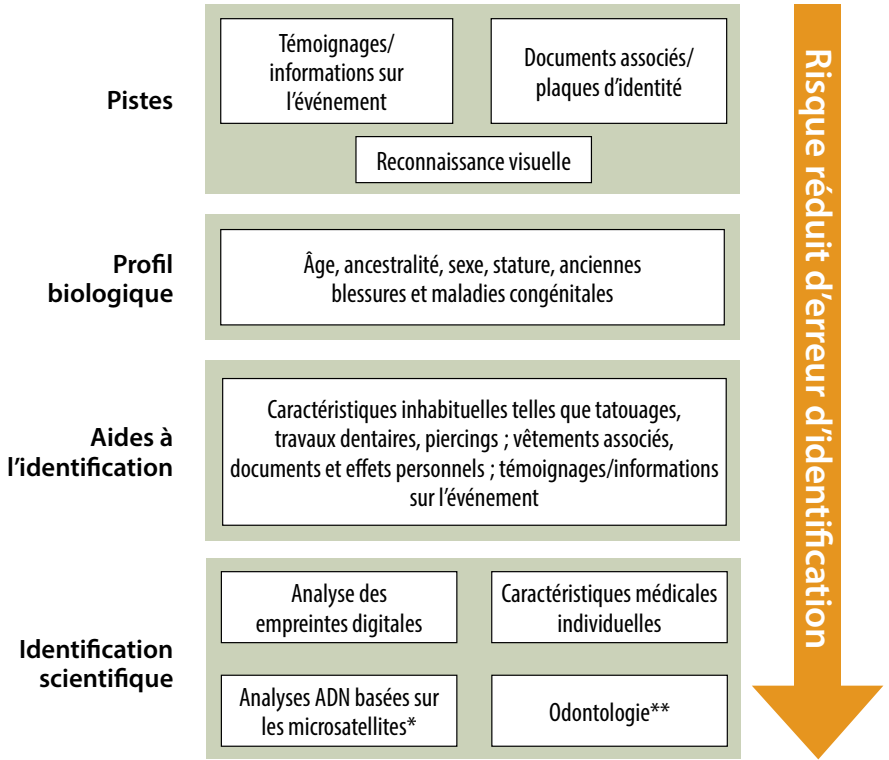 Pistes
Témoignages/
informations sur
l’événement
Documents associés/
plaques d’identité
Reconnaissance visuelle
Profil
biologique
Âge, ancestralité, sexe, stature, anciennes
blessures et maladies congénitales
Aides à
l’identification
Caractéristiques inhabituelles telles que tatouages,
travaux dentaires, piercings ; vêtements associés,
documents et effets personnels ; témoignages/informations
sur l’événement
Identification
scientifique
Analyse des
empreintes digitales
Caractéristiques médicales
individuelles
Analyses ADN basées sur
les microsatellites*
Odontologie**
Risque réduit d’erreur d’identification